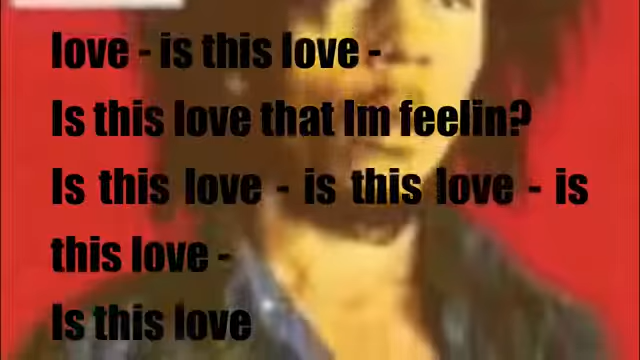 love - is this love -
Is this love that Im feelin?
Is this love - is this love - is
this love -
Is this love